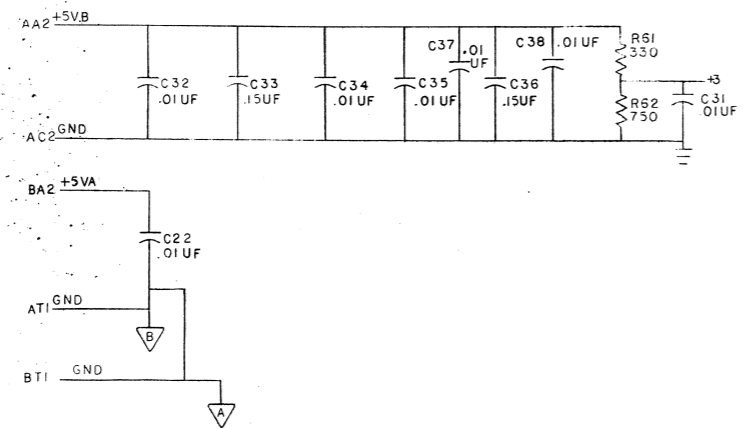 AA2 +5V.B
C32
.01UF
C33
.15UF
C34
.01UF
C35
.01UF
C37 .01
UF
C36
.15UF
C38 .01UF
R61
330
R62
750
+3
C31
.01UF
AC2 GND
BA2 +5VA
C22
.01UF
AT1 GND
B
BT1 GND
A